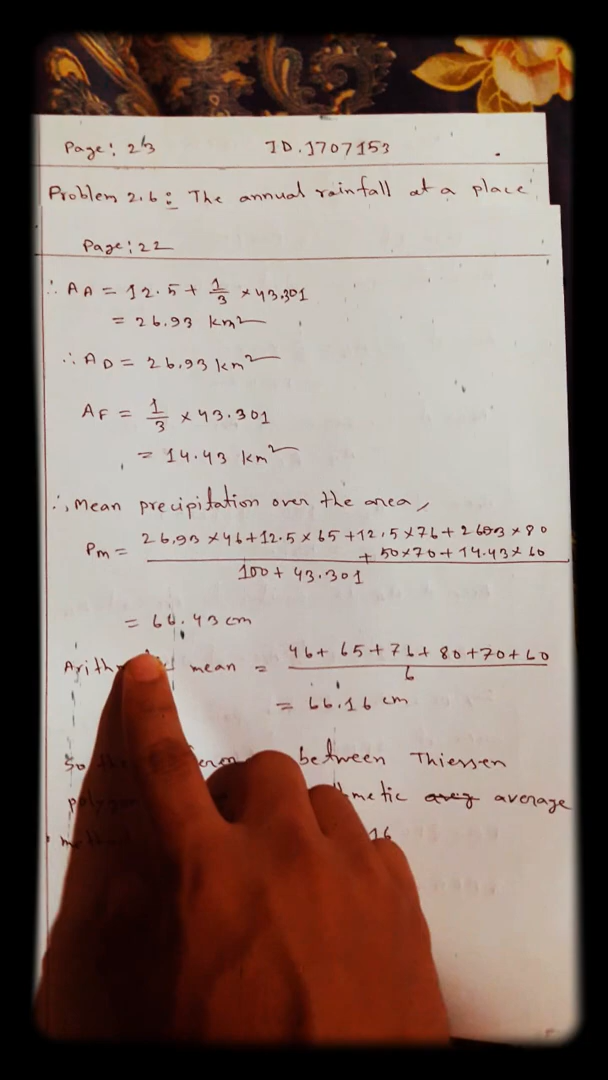 Page: 23 ID. 1707153
Problem 2.6: The annual rainfall at a place
Page: 22
∴ AA = 12.5 + 1/3 × 43.301
= 26.93 km²
∴ AD = 26.93 km²
AF = 1/3 × 43.301
= 14.43 km²
∴ Mean precipitation over the area,
Pm = 26.93 × 46 + 12.5 × 65 + 12.5 × 76 + 2693 × 80
+ 50×70 + 14.43×60
100 + 43.301
= 66.43 cm
mean = 46 + 65 + 76 + 80 + 70 + 60
6
= 66.16 cm
So between Thiessen
average